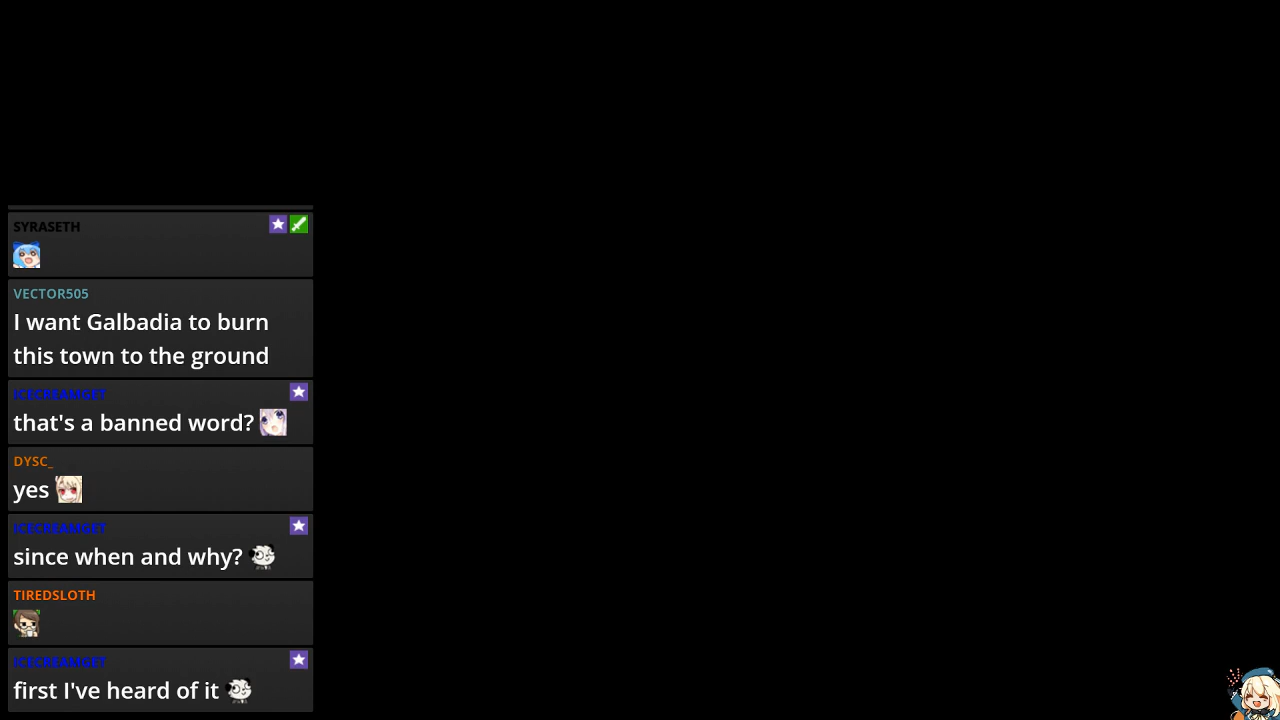 SYRASETH
VECTOR505
I want Galbadia to burn
this town to the ground
ICECREAMGET
that's a banned word?
DYSC_
yes
ICECREAMGET
since when and why?
TIREDSLOTH
ICECREAMGET
first I've heard of it